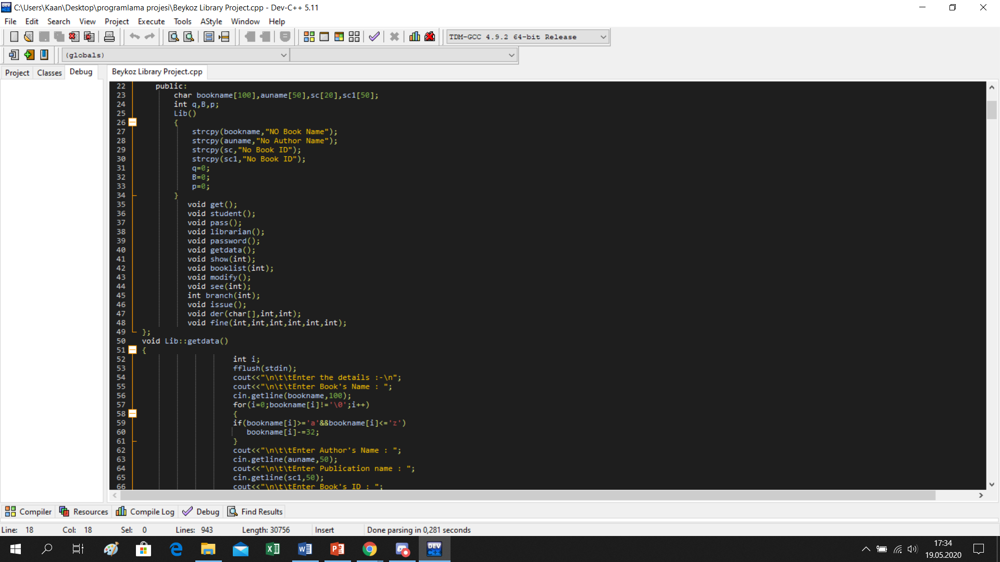 C:\Users\Kaan\Desktop\programlama projesi\Beykoz Library Project.cpp - Dev-C++ 5.11
File Edit Search View Project Execute Tools AStyle Window Help
TDM-GCC 4.9.2 64-bit Release
(globals)
Project Classes Debug Beykoz Library Project.cpp
22 public:
23 char bookname[100],auname[50],sc[20],sc1[50];
24 int q,B,p;
25 Lib()
26 {
27 strcpy(bookname,"NO Book Name");
28 strcpy(auname,"No Author Name");
29 strcpy(sc,"No Book ID");
30 strcpy(sc1,"No Book ID");
31 q=0;
32 B=0;
33 p=0;
34 }
35 void get();
36 void student();
37 void pass();
38 void librarian();
39 void password();
40 void getdata();
41 void show(int);
42 void booklist(int);
43 void modify();
44 void see(int);
45 int branch(int);
46 void issue();
47 void der(char[],int,int);
48 void fine(int,int,int,int,int,int);
49 };
50 void Lib::getdata()
51 {
52 int i;
53 fflush(stdin);
54 cout<<"\n\t\tEnter the details :-\n";
55 cout<<"\n\t\tEnter Book's Name : ";
56 cin.getline(bookname,100);
57 for(i=0;bookname[i]!='\0';i++)
58 {
59 if(bookname[i]>='a'&&bookname[i]<='z')
60 bookname[i]-=32;
61 }
62 cout<<"\n\t\tEnter Author's Name : ";
63 cin.getline(auname,50);
64 cout<<"\n\t\tEnter Publication name : ";
65 cin.getline(sc1,50);
66 cout<<"\n\t\tEnter Book's ID : ";
Compiler Resources Compile Log Debug Find Results
Line: 18 Col: 18 Sel: 0 Lines: 943 Length: 30756 Insert Done parsing in 0,281 seconds
17:34
19.05.2020